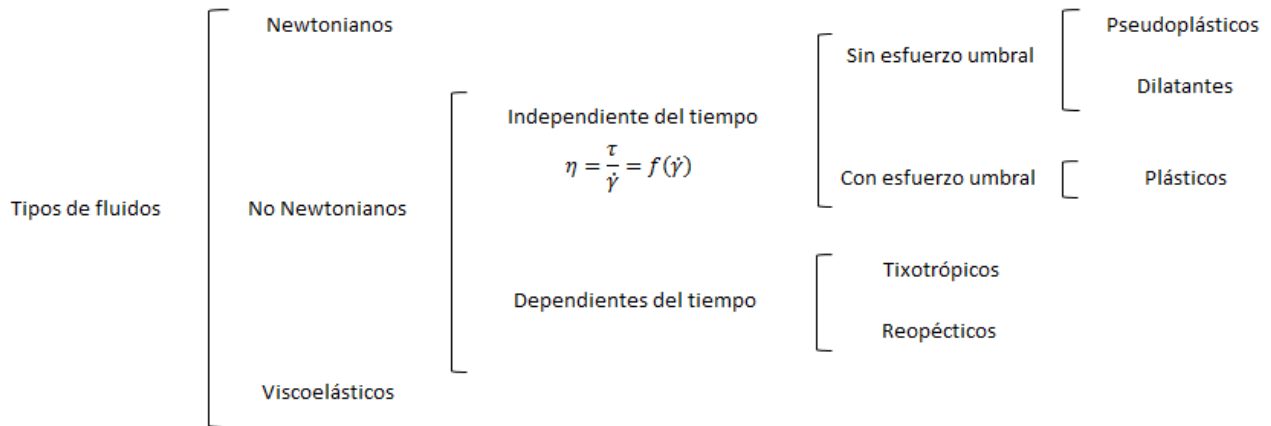 Tipos de fluidos
Newtonianos
No Newtonianos
Independiente del tiempo
η = τ/γ̇ = f(γ̇)
Sin esfuerzo umbral
Pseudoplásticos
Dilatantes
Con esfuerzo umbral
Plásticos
Dependientes del tiempo
Tixotrópicos
Reopécticos
Viscoelásticos